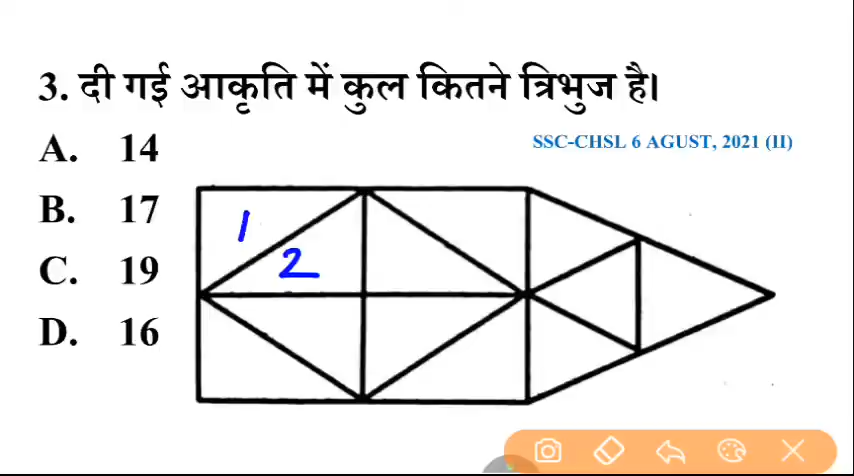 3. दी गई आकृति में कुल कितने त्रिभुज है।
A. 14
SSC-CHSL 6 AGUST, 2021 (II)
B. 17
C. 19
D. 16
1
2